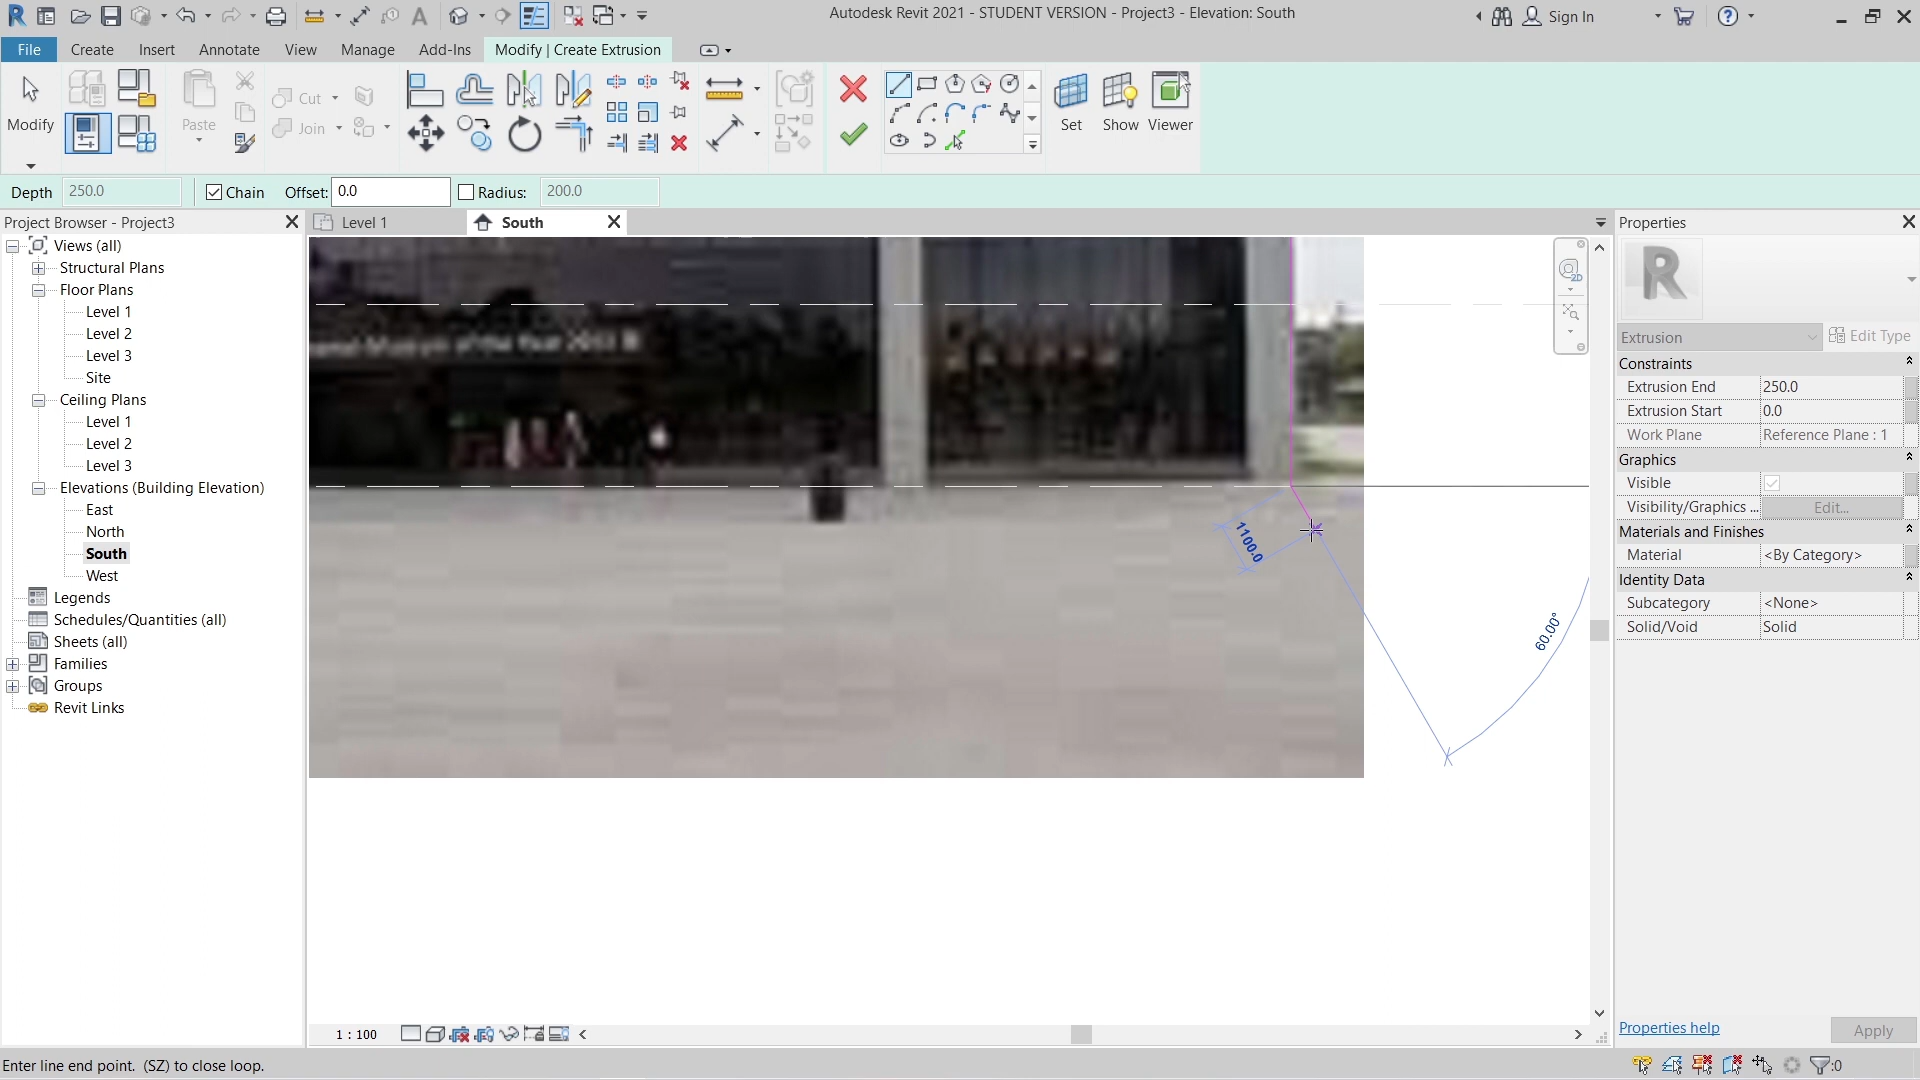 Autodesk Revit 2021 - STUDENT VERSION - Project3 - Elevation: South
Sign In
File
Create
Insert
Annotate
View
Manage
Add-Ins
Modify | Create Extrusion
Modify
Paste
Cut
Join
Set
Show
Viewer
Depth
250.0
Chain
Offset:
0.0
Radius:
200.0
Project Browser - Project3
Views (all)
Structural Plans
Floor Plans
Level 1
Level 2
Level 3
Site
Ceiling Plans
Level 1
Level 2
Level 3
Elevations (Building Elevation)
East
North
South
West
Legends
Schedules/Quantities (all)
Sheets (all)
Families
Groups
Revit Links
Level 1
South
of the Year 2013
1100.0
60.00°
2D
1 : 100
Properties
Extrusion
Edit Type
Constraints
Extrusion End
250.0
Extrusion Start
0.0
Work Plane
Reference Plane : 1
Graphics
Visible
Visibility/Graphics ...
Edit...
Materials and Finishes
Material
<By Category>
Identity Data
Subcategory
<None>
Solid/Void
Solid
Properties help
Apply
Enter line end point. (SZ) to close loop.
:0